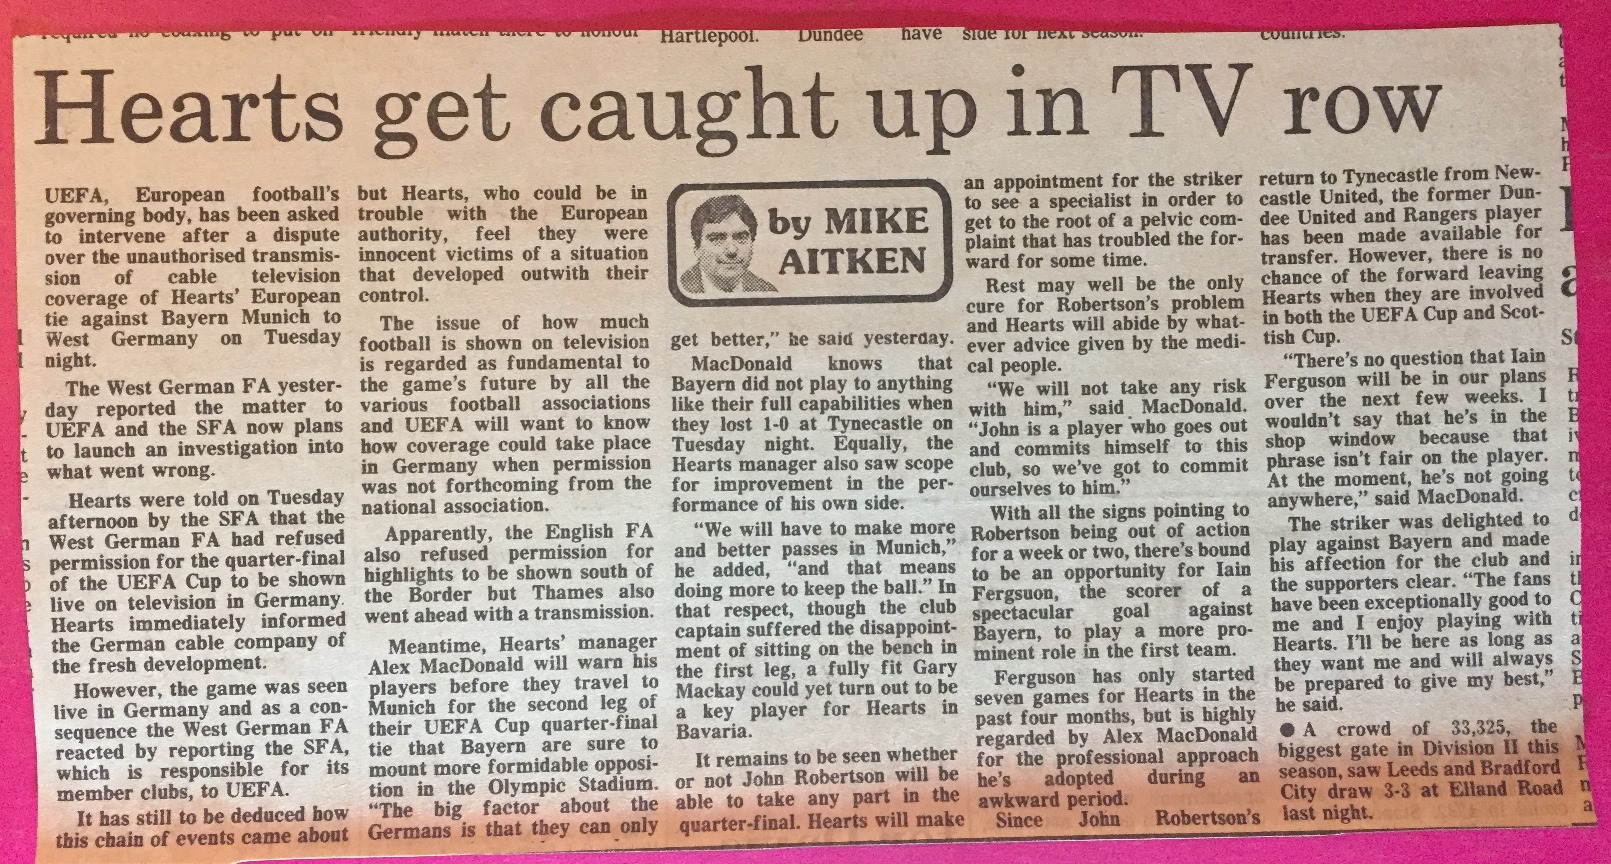 Hartlepool. Dundee have side for next season.
countries.
Hearts get caught up in TV row
UEFA, European football's
governing body, has been asked
to intervene after a dispute
over the unauthorised transmis-
sion of cable television
coverage of Hearts' European
tie against Bayern Munich to
West Germany on Tuesday
night.
The West German FA yester-
day reported the matter to
UEFA and the SFA now plans
to launch an investigation into
what went wrong.
Hearts were told on Tuesday
afternoon by the SFA that the
West German FA had refused
permission for the quarter-final
of the UEFA Cup to be shown
live on television in Germany.
Hearts immediately informed
the German cable company of
the fresh development.
However, the game was seen
live in Germany and as a con-
sequence the West German FA
reacted by reporting the SFA,
which is responsible for its
member clubs, to UEFA.
It has still to be deduced how
this chain of events came about
but Hearts, who could be in
trouble with the European
authority, feel they were
innocent victims of a situation
that developed outwith their
control.
The issue of how much
football is shown on television
is regarded as fundamental to
the game's future by all the
various football associations
and UEFA will want to know
how coverage could take place
in Germany when permission
was not forthcoming from the
national association.
Apparently, the English FA
also refused permission for
highlights to be shown south of
the Border but Thames also
went ahead with a transmission.
Meantime, Hearts' manager
Alex MacDonald will warn his
players before they travel to
Munich for the second leg of
their UEFA Cup quarter-final
tie that Bayern are sure to
mount more formidable opposi-
tion in the Olympic Stadium.
"The big factor about the
Germans is that they can only
by MIKE
AITKEN
get better," he said yesterday.
MacDonald knows that
Bayern did not play to anything
like their full capabilities when
they lost 1-0 at Tynecastle on
Tuesday night. Equally, the
Hearts manager also saw scope
for improvement in the per-
formance of his own side.
"We will have to make more
and better passes in Munich,"
he added, "and that means
doing more to keep the ball." In
that respect, though the club
captain suffered the disappoint-
ment of sitting on the bench in
the first leg, a fully fit Gary
Mackay could yet turn out to be
a key player for Hearts in
Bavaria.
It remains to be seen whether
or not John Robertson will be
able to take any part in the
quarter-final. Hearts will make
an appointment for the striker
to see a specialist in order to
get to the root of a pelvic com-
plaint that has troubled the for-
ward for some time.
Rest may well be the only
cure for Robertson's problem
and Hearts will abide by what-
ever advice given by the medi-
cal people.
"We will not take any risk
with him," said MacDonald.
"John is a player who goes out
and commits himself to this
club, so we've got to commit
ourselves to him."
With all the signs pointing to
Robertson being out of action
for a week or two, there's bound
to be an opportunity for Iain
Fergsuon, the scorer of a
spectacular goal against
Bayern, to play a more pro-
minent role in the first team.
Ferguson has only started
seven games for Hearts in the
past four months, but is highly
regarded by Alex MacDonald
for the professional approach
he's adopted during an
awkward period.
Since John Robertson's
return to Tynecastle from New-
castle United, the former Dun-
dee United and Rangers player
has been made available for
transfer. However, there is no
chance of the forward leaving
Hearts when they are involved
in both the UEFA Cup and Scot-
tish Cup.
"There's no question that Iain
Ferguson will be in our plans
over the next few weeks. I
wouldn't say that he's in the
shop window because that
phrase isn't fair on the player.
At the moment, he's not going
anywhere," said MacDonald.
The striker was delighted to
play against Bayern and made
his affection for the club and
the supporters clear. "The fans
have been exceptionally good to
me and I enjoy playing with
Hearts. I'll be here as long as
they want me and will always
be prepared to give my best,"
he said.
● A crowd of 33,325, the
biggest gate in Division II this
season, saw Leeds and Bradford
City draw 3-3 at Elland Road
last night.